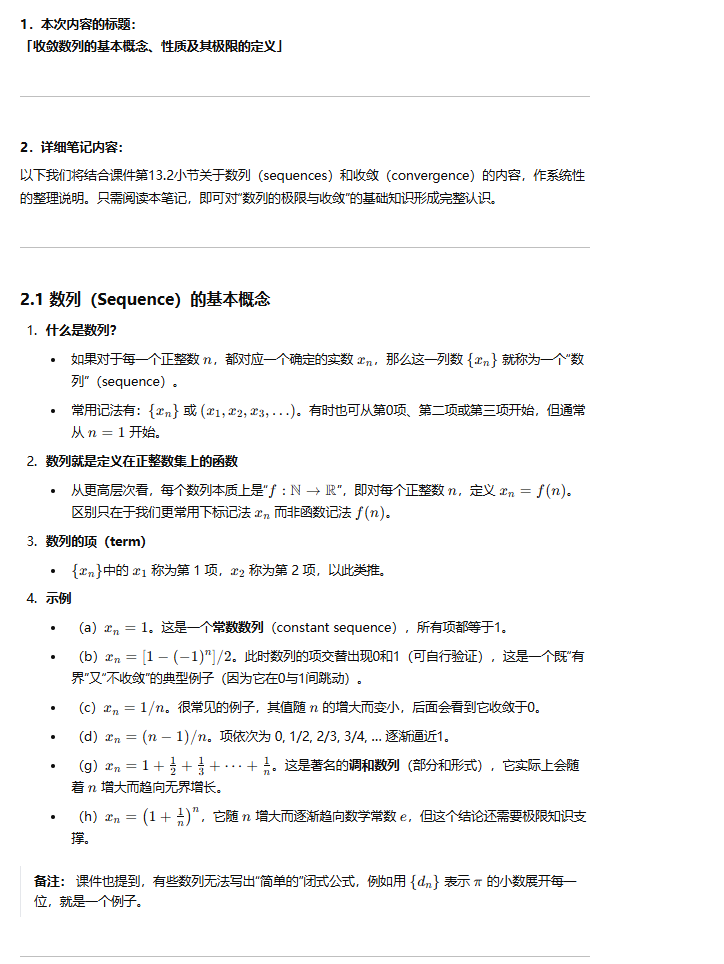 1．本次内容的标题：
「收敛数列的基本概念、性质及其极限的定义」
2．详细笔记内容：
以下我们将结合课件第13.2小节关于数列（sequences）和收敛（convergence）的内容，作系统性
的整理说明。只需阅读本笔记，即可对“数列的极限与收敛”的基础知识形成完整认识。
2.1 数列（Sequence）的基本概念
1. 什么是数列？
• 如果对于每一个正整数 n，都对应一个确定的实数 xₙ，那么这一列数 {xₙ} 就称为一个“数
列”（sequence）。
• 常用记法有：{xₙ} 或 (x₁, x₂, x₃, …)。有时也可从第0项、第二项或第三项开始，但通常
从 n = 1 开始。
2. 数列就是定义在正整数集上的函数
• 从更高层次看，每个数列本质上是“f : ℕ → ℝ”，即对每个正整数 n，定义 xₙ = f(n)。
区别只在于我们更常用下标记法 xₙ 而非函数记法 f(n)。
3. 数列的项（term）
• {xₙ}中的 x₁ 称为第 1 项，x₂ 称为第 2 项，以此类推。
4. 示例
• （a）xₙ = 1。这是一个常数数列（constant sequence），所有项都等于1。
• （b）xₙ = [1 − (−1)ⁿ]/2。此时数列的项交替出现0和1（可自行验证），这是一个既“有
界”又“不收敛”的典型例子（因为它在0与1间跳动）。
• （c）xₙ = 1/n。很常见的例子，其值随 n 的增大而变小，后面会看到它收敛于0。
• （d）xₙ = (n − 1)/n。项依次为 0, 1/2, 2/3, 3/4, … 逐渐逼近1。
• （g）xₙ = 1 + 1/2 + 1/3 + ⋯ + 1/n。这是著名的调和数列（部分和形式），它实际上会随
着 n 增大而趋向无界增长。
• （h）xₙ = (1 + 1/n)ⁿ，它随 n 增大而逐渐趋向数学常数 e，但这个结论还需要极限知识支
撑。
备注： 课件也提到，有些数列无法写出“简单的”闭式公式，例如用 {dₙ} 表示 π 的小数展开每一
位，就是一个例子。